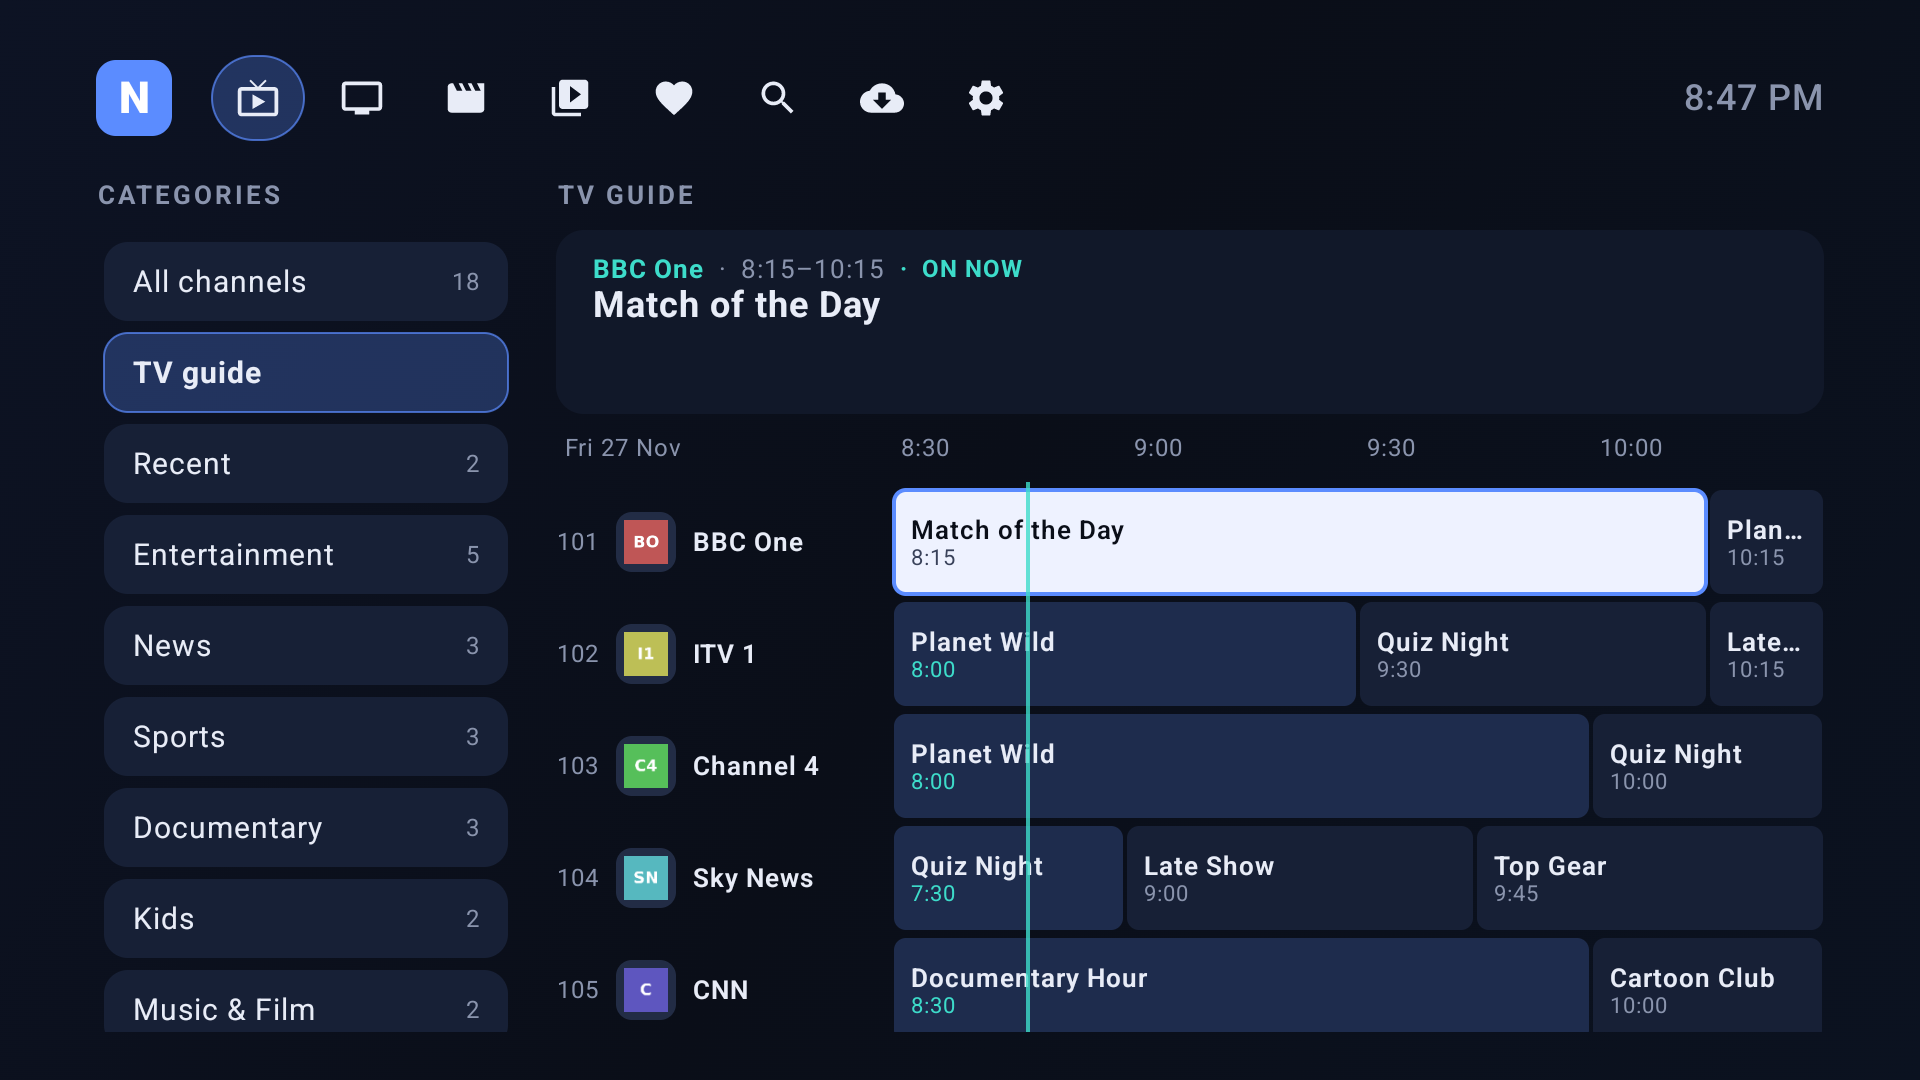 N
8:47 PM
CATEGORIES
All channels 18
TV guide
Recent 2
Entertainment 5
News 3
Sports 3
Documentary 3
Kids 2
Music & Film 2
TV GUIDE
BBC One · 8:15–10:15 · ON NOW
Match of the Day
Fri 27 Nov 8:30 9:00 9:30 10:00
101 BO BBC One
Match of the Day
8:15
Plan...
10:15
102 I1 ITV 1
Planet Wild
8:00
Quiz Night
9:30
Late...
10:15
103 C4 Channel 4
Planet Wild
8:00
Quiz Night
10:00
104 SN Sky News
Quiz Night
7:30
Late Show
9:00
Top Gear
9:45
105 C CNN
Documentary Hour
8:30
Cartoon Club
10:00